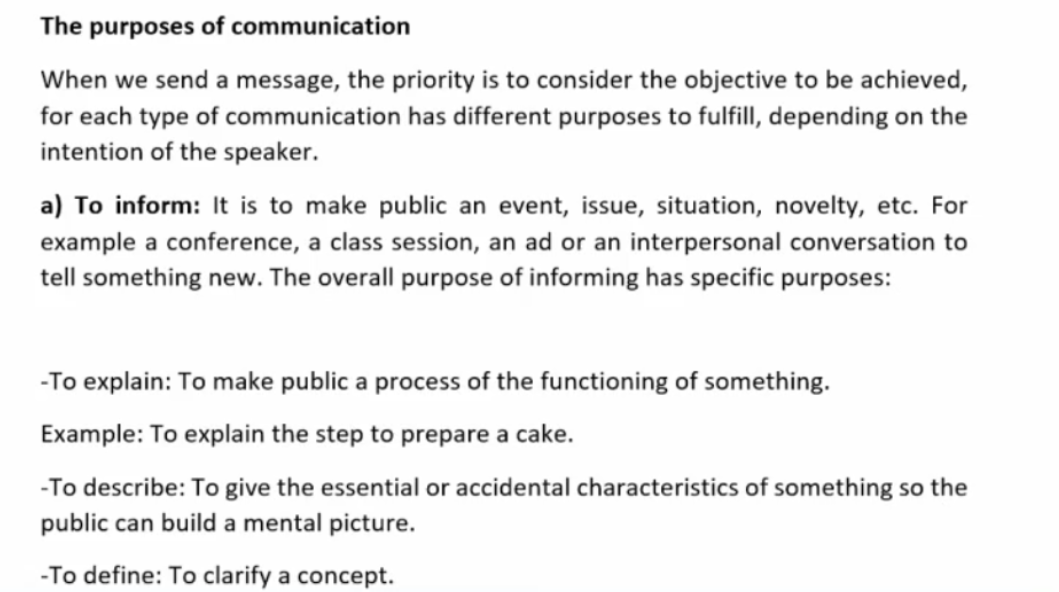 The purposes of communication
When we send a message, the priority is to consider the objective to be achieved,
for each type of communication has different purposes to fulfill, depending on the
intention of the speaker.
a) To inform: It is to make public an event, issue, situation, novelty, etc. For
example a conference, a class session, an ad or an interpersonal conversation to
tell something new. The overall purpose of informing has specific purposes:
-To explain: To make public a process of the functioning of something.
Example: To explain the step to prepare a cake.
-To describe: To give the essential or accidental characteristics of something so the
public can build a mental picture.
-To define: To clarify a concept.